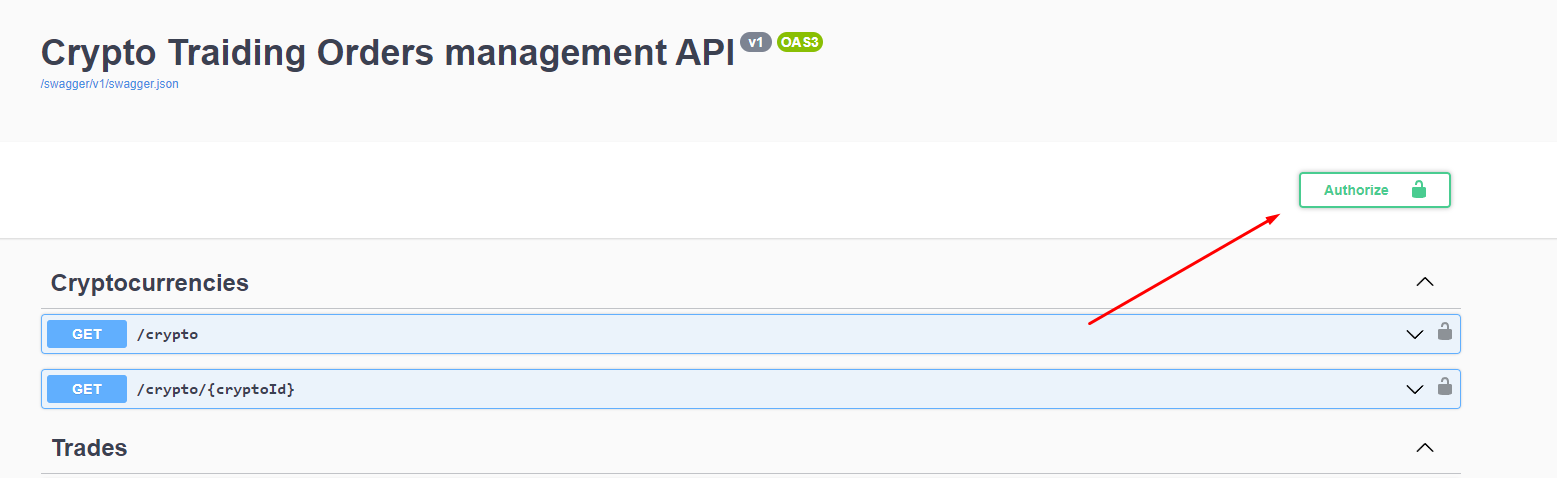 Crypto Traiding Orders management API v1 OAS3
/swagger/v1/swagger.json
Authorize
Cryptocurrencies
GET /crypto
GET /crypto/{cryptoId}
Trades